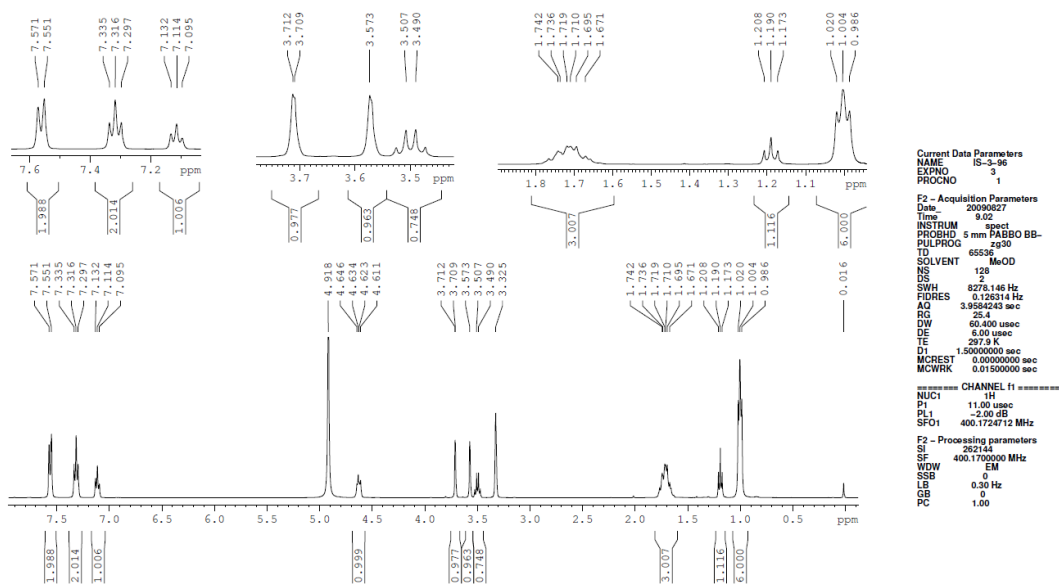 7.571
7.551
7.335
7.316
7.297
7.132
7.114
7.095
3.712
3.709
3.573
3.507
3.490
1.742
1.736
1.719
1.710
1.695
1.671
1.208
1.190
1.173
1.020
1.004
0.986
7.6 7.4 7.2 ppm
3.7 3.6 3.5 ppm
1.8 1.7 1.6 1.5 1.4 1.3 1.2 1.1 ppm
1.988
2.014
1.006
0.977
0.963
0.748
3.007
1.116
6.000
7.571
7.551
7.335
7.316
7.297
7.132
7.114
7.095
4.918
4.646
4.634
4.623
4.611
3.712
3.709
3.573
3.507
3.490
3.325
1.742
1.736
1.719
1.710
1.695
1.671
1.208
1.190
1.173
1.020
1.004
0.986
0.016
7.5 7.0 6.5 6.0 5.5 5.0 4.5 4.0 3.5 3.0 2.5 2.0 1.5 1.0 0.5 ppm
1.988
2.014
1.006
0.999
0.977
0.963
0.748
3.007
1.116
6.000
Current Data Parameters
NAME IS-3-96
EXPNO 3
PROCNO 1
F2 - Acquisition Parameters
Date_ 20090827
Time 9.02
INSTRUM spect
PROBHD 5 mm PABBO BB-
PULPROG zg30
TD 65536
SOLVENT MeOD
NS 128
DS 2
SWH 8278.146 Hz
FIDRES 0.126314 Hz
AQ 3.9584243 sec
RG 25.4
DW 60.400 usec
DE 6.00 usec
TE 297.9 K
D1 1.50000000 sec
MCREST 0.00000000 sec
MCWRK 0.01500000 sec
======== CHANNEL f1 ========
NUC1 1H
P1 11.00 usec
PL1 -2.00 dB
SFO1 400.1724712 MHz
F2 - Processing parameters
SI 262144
SF 400.1700000 MHz
WDW EM
SSB 0
LB 0.30 Hz
GB 0
PC 1.00